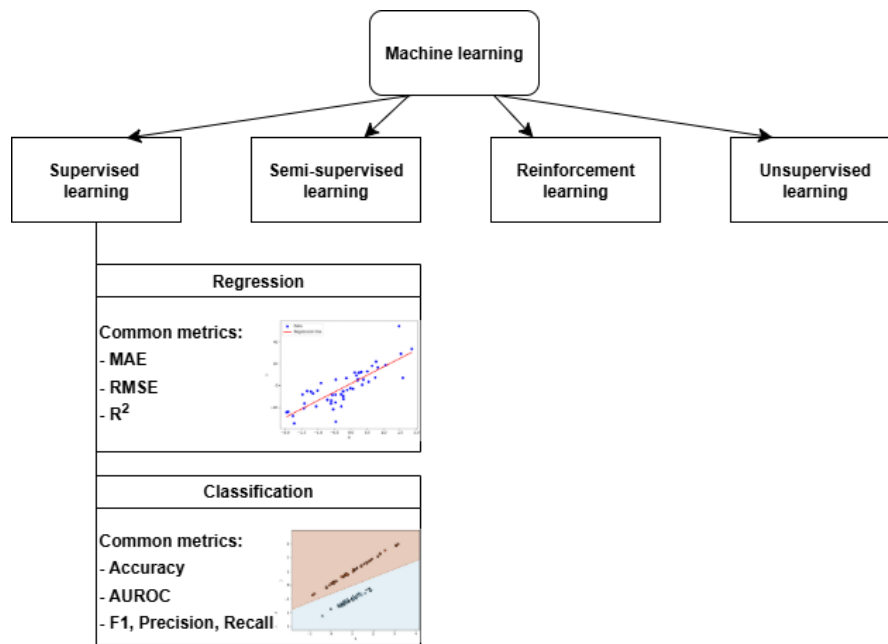 Machine learning
Supervised
learning
Semi-supervised
learning
Reinforcement
learning
Unsupervised
learning
Regression
Common metrics:
- MAE
- RMSE
- R²
Classification
Common metrics:
- Accuracy
- AUROC
- F1, Precision, Recall